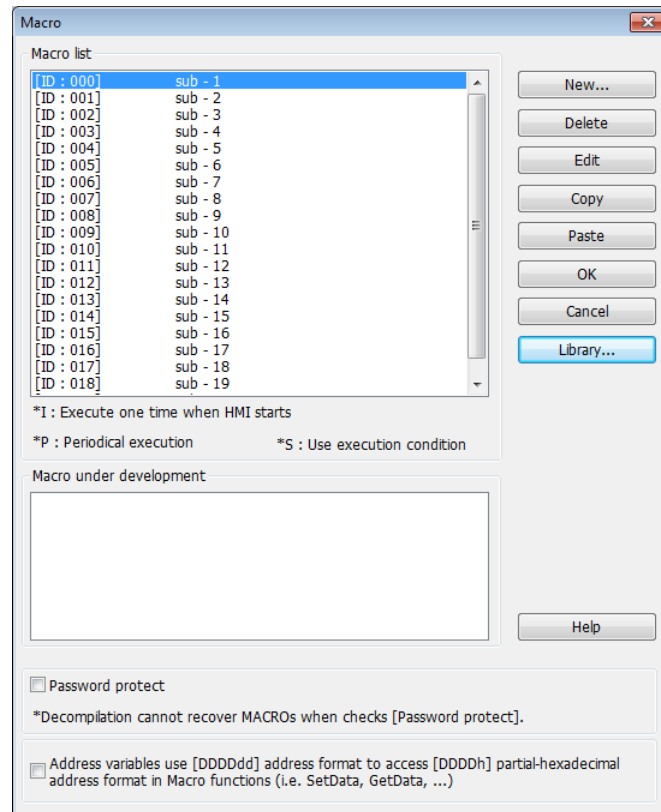 Macro
Macro list
[ID : 000] sub - 1
[ID : 001] sub - 2
[ID : 002] sub - 3
[ID : 003] sub - 4
[ID : 004] sub - 5
[ID : 005] sub - 6
[ID : 006] sub - 7
[ID : 007] sub - 8
[ID : 008] sub - 9
[ID : 009] sub - 10
[ID : 010] sub - 11
[ID : 011] sub - 12
[ID : 012] sub - 13
[ID : 013] sub - 14
[ID : 014] sub - 15
[ID : 015] sub - 16
[ID : 016] sub - 17
[ID : 017] sub - 18
[ID : 018] sub - 19
*I : Execute one time when HMI starts
*P : Periodical execution
*S : Use execution condition
New...
Delete
Edit
Copy
Paste
OK
Cancel
Library...
Macro under development
Help
Password protect
*Decompilation cannot recover MACROs when checks [Password protect].
Address variables use [DDDDdd] address format to access [DDDDh] partial-hexadecimal
address format in Macro functions (i.e. SetData, GetData, ...)